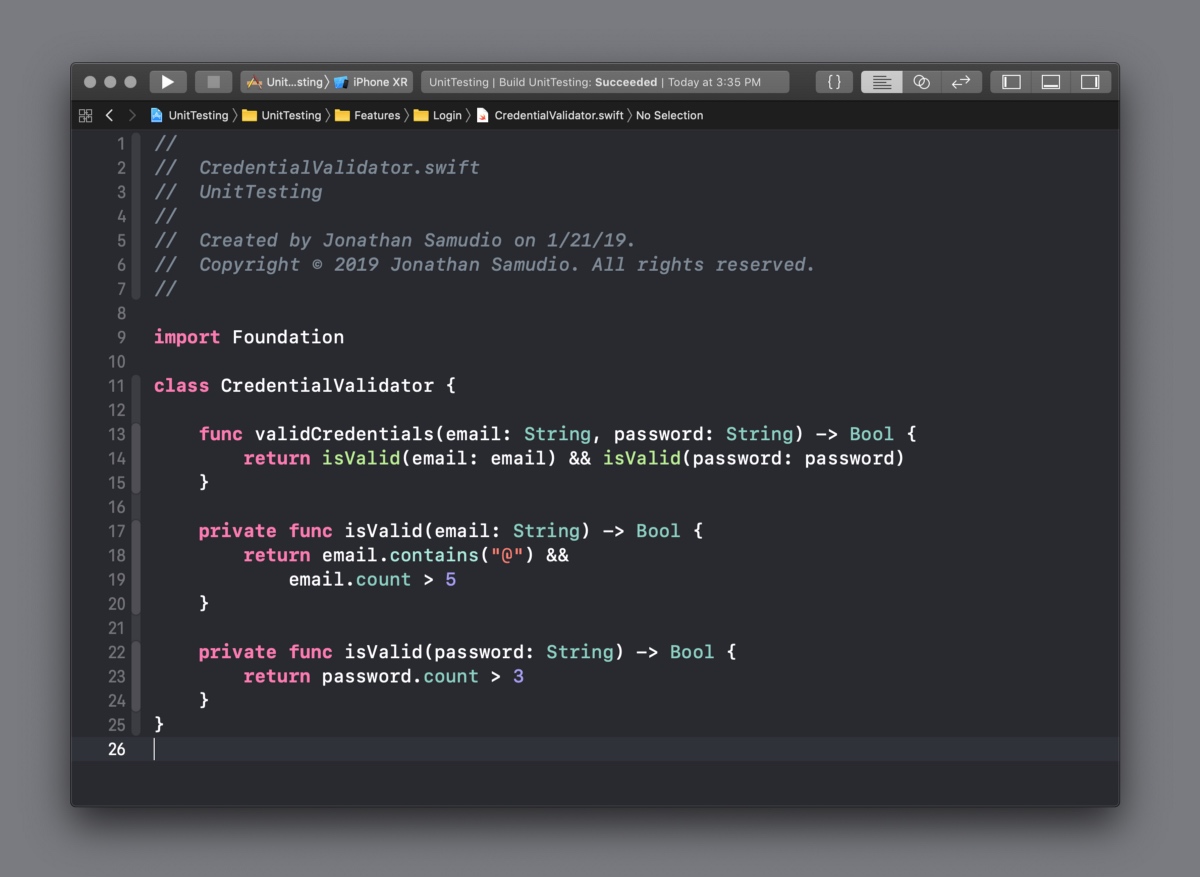 Unit...sting〉 iPhone XR UnitTesting | Build UnitTesting: Succeeded | Today at 3:35 PM {}
UnitTesting 〉 UnitTesting 〉 Features 〉 Login 〉 CredentialValidator.swift 〉 No Selection
1 //
2 //  CredentialValidator.swift
3 //  UnitTesting
4 //
5 //  Created by Jonathan Samudio on 1/21/19.
6 //  Copyright © 2019 Jonathan Samudio. All rights reserved.
7 //
8
9 import Foundation
10
11 class CredentialValidator {
12
13     func validCredentials(email: String, password: String) -> Bool {
14         return isValid(email: email) && isValid(password: password)
15     }
16
17     private func isValid(email: String) -> Bool {
18         return email.contains("@") &&
19             email.count > 5
20     }
21
22     private func isValid(password: String) -> Bool {
23         return password.count > 3
24     }
25 }
26